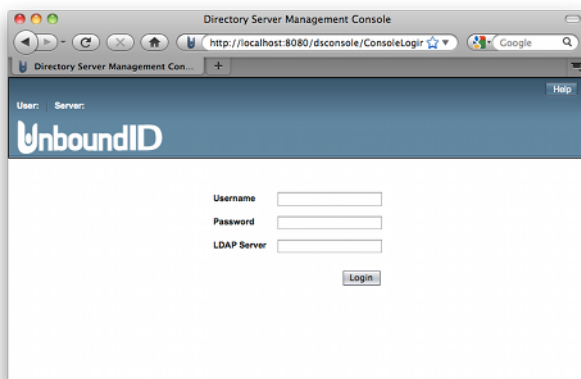 Directory Server Management Console
http://localhost:8080/dsconsole/ConsoleLogin
Google
Directory Server Management Con...
Help
User: Server:
UnboundID
Username
Password
LDAP Server
Login